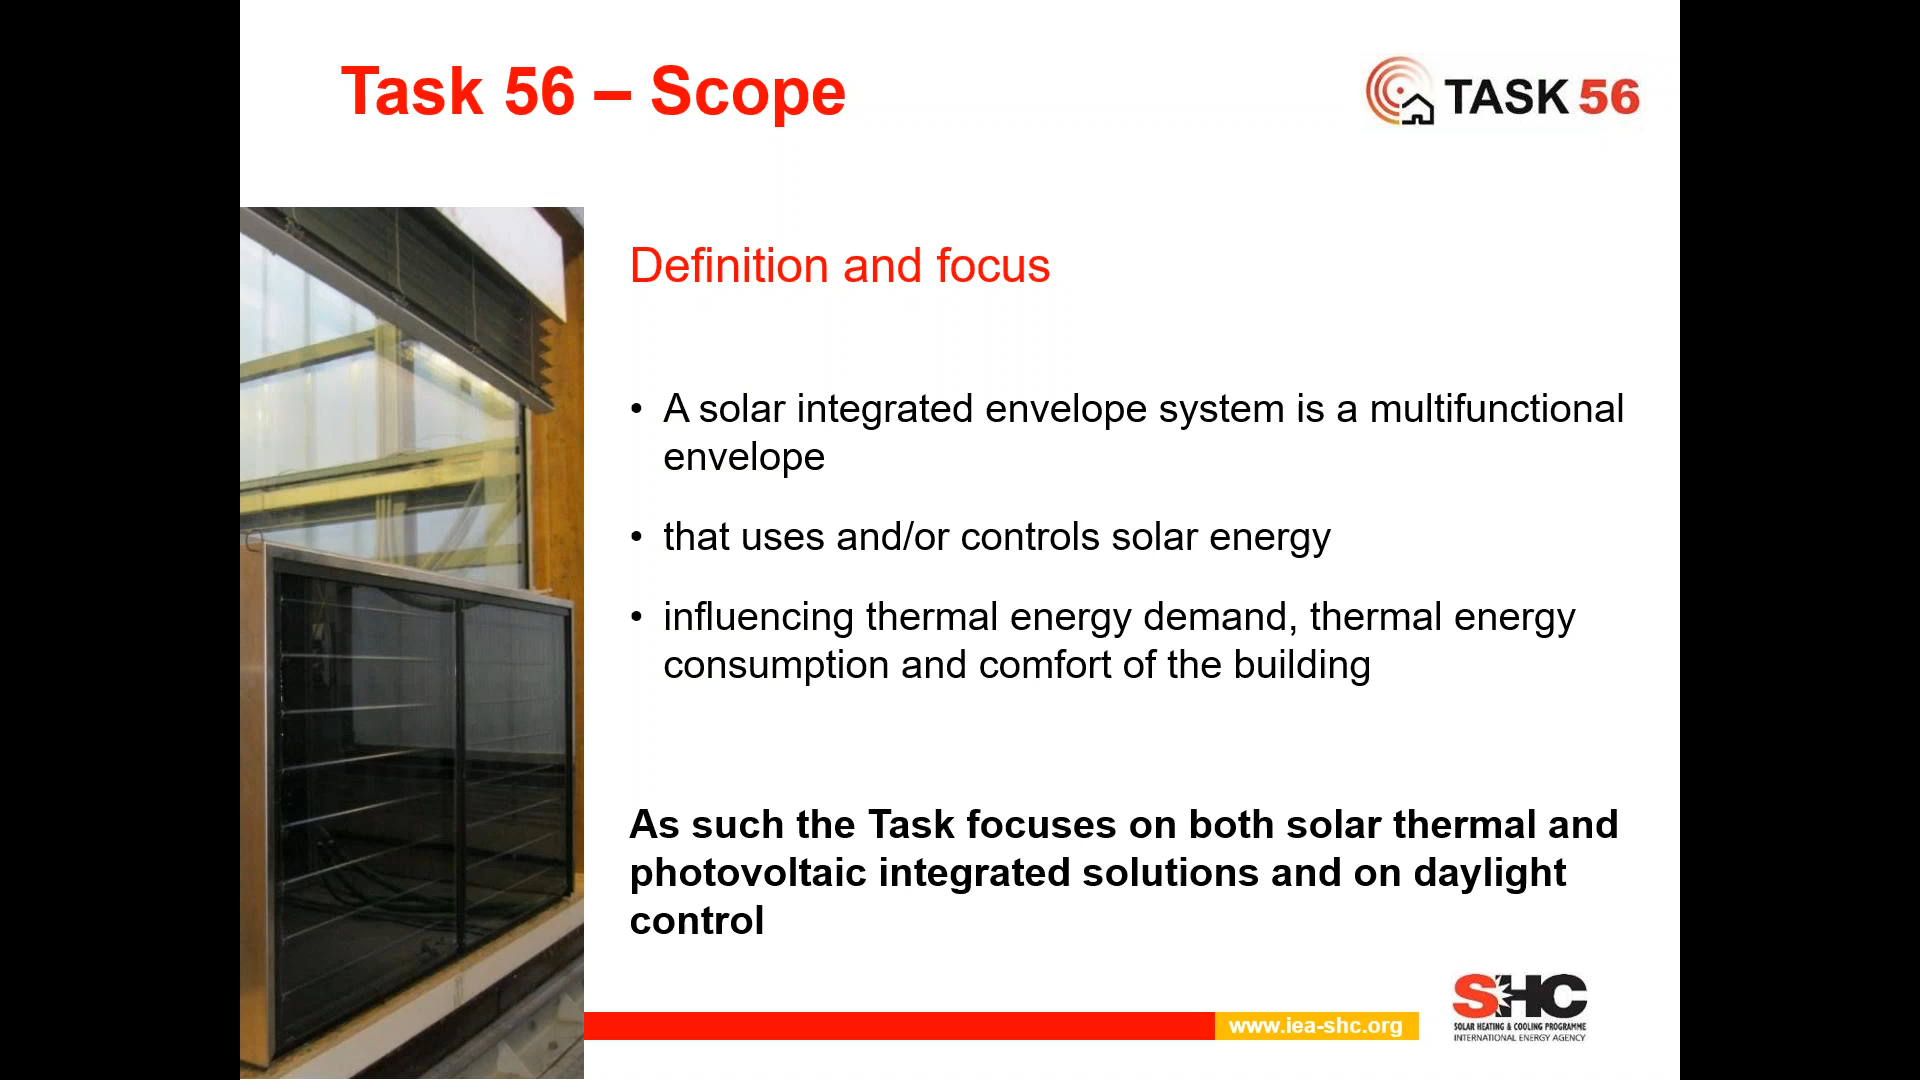 Task 56 – Scope
TASK 56
Definition and focus
• A solar integrated envelope system is a multifunctional
envelope
• that uses and/or controls solar energy
• influencing thermal energy demand, thermal energy
consumption and comfort of the building
As such the Task focuses on both solar thermal and
photovoltaic integrated solutions and on daylight
control
www.iea-shc.org
SHC
SOLAR HEATING & COOLING PROGRAMME
INTERNATIONAL ENERGY AGENCY